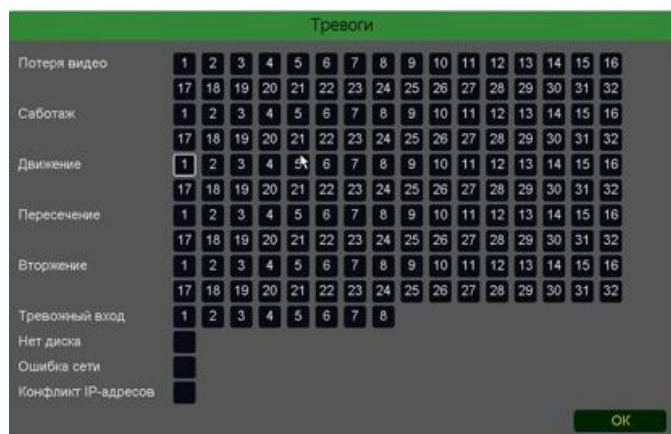 Тревоги
Потеря видео 1 2 3 4 5 6 7 8 9 10 11 12 13 14 15 16
17 18 19 20 21 22 23 24 25 26 27 28 29 30 31 32
Саботаж 1 2 3 4 5 6 7 8 9 10 11 12 13 14 15 16
17 18 19 20 21 22 23 24 25 26 27 28 29 30 31 32
Движение 1 2 3 4 5 6 7 8 9 10 11 12 13 14 15 16
17 18 19 20 21 22 23 24 25 26 27 28 29 30 31 32
Пересечение 1 2 3 4 5 6 7 8 9 10 11 12 13 14 15 16
17 18 19 20 21 22 23 24 25 26 27 28 29 30 31 32
Вторжение 1 2 3 4 5 6 7 8 9 10 11 12 13 14 15 16
17 18 19 20 21 22 23 24 25 26 27 28 29 30 31 32
Тревожный вход 1 2 3 4 5 6 7 8
Нет диска
Ошибка сети
Конфликт IP-адресов
ОК